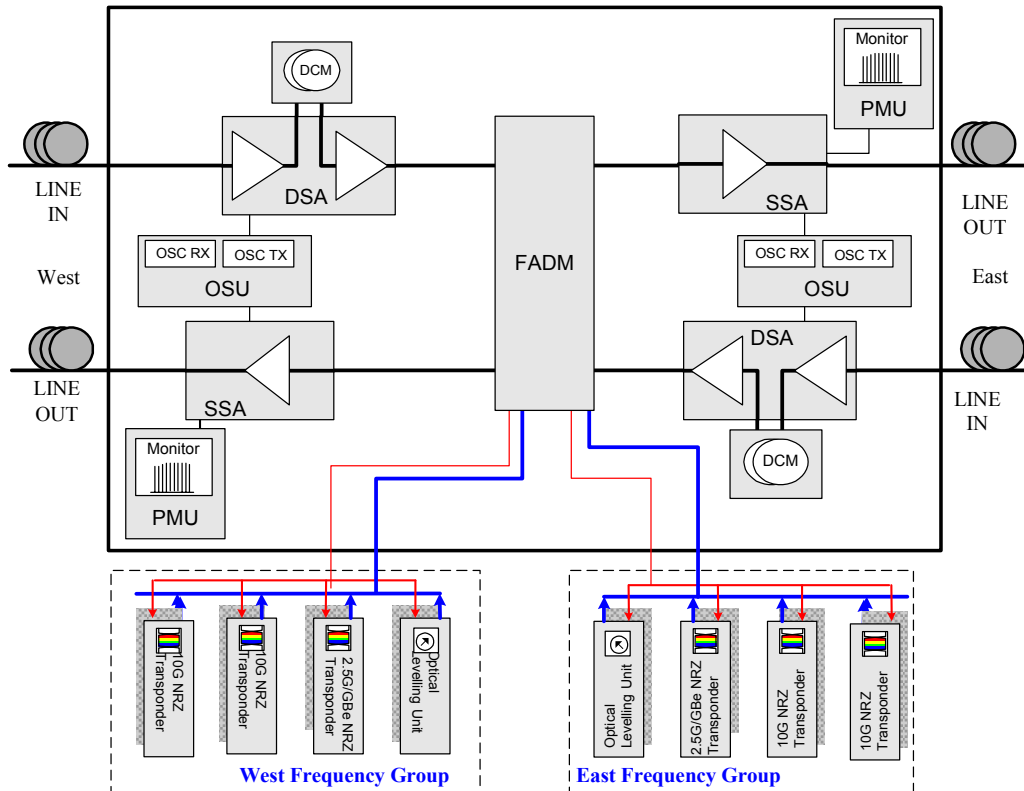 Monitor
PMU
DCM
DSA
SSA
LINE
IN
LINE
OUT
OSC RX
OSC TX
OSU
FADM
OSC RX
OSC TX
OSU
West
East
DSA
SSA
LINE
OUT
LINE
IN
Monitor
PMU
DCM
10G NRZ
Transponder
10G NRZ
Transponder
2.5G/GBe NRZ
Transponder
Optical
Levelling Unit
Optical
Levelling Unit
2.5G/GBe NRZ
Transponder
10G NRZ
Transponder
10G NRZ
Transponder
West Frequency Group
East Frequency Group